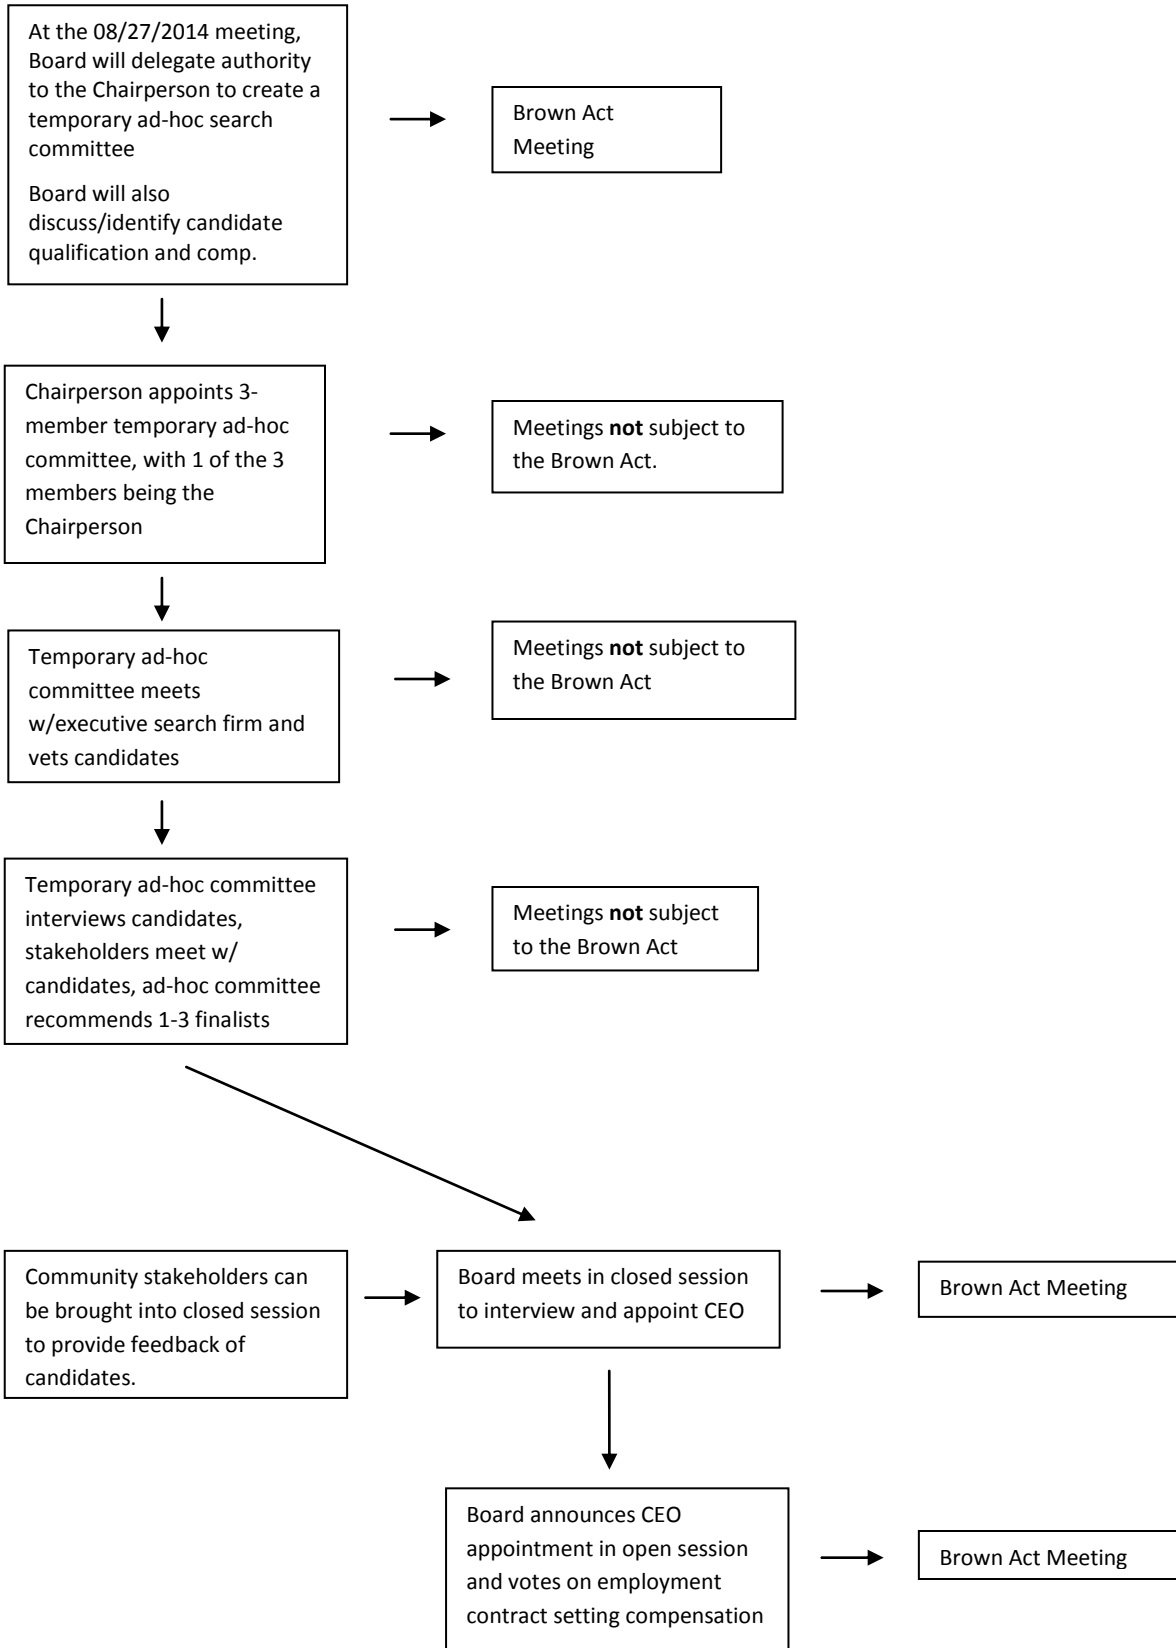 At the 08/27/2014 meeting,
Board will delegate authority
to the Chairperson to create a
temporary ad-hoc search
committee
Board will also
discuss/identify candidate
qualification and comp.
Brown Act
Meeting
Chairperson appoints 3-
member temporary ad-hoc
committee, with 1 of the 3
members being the
Chairperson
Meetings not subject to
the Brown Act.
Temporary ad-hoc
committee meets
w/executive search firm and
vets candidates
Meetings not subject to
the Brown Act
Temporary ad-hoc committee
interviews candidates,
stakeholders meet w/
candidates, ad-hoc committee
recommends 1-3 finalists
Meetings not subject
to the Brown Act
Community stakeholders can
be brought into closed session
to provide feedback of
candidates.
Board meets in closed session
to interview and appoint CEO
Brown Act Meeting
Board announces CEO
appointment in open session
and votes on employment
contract setting compensation
Brown Act Meeting